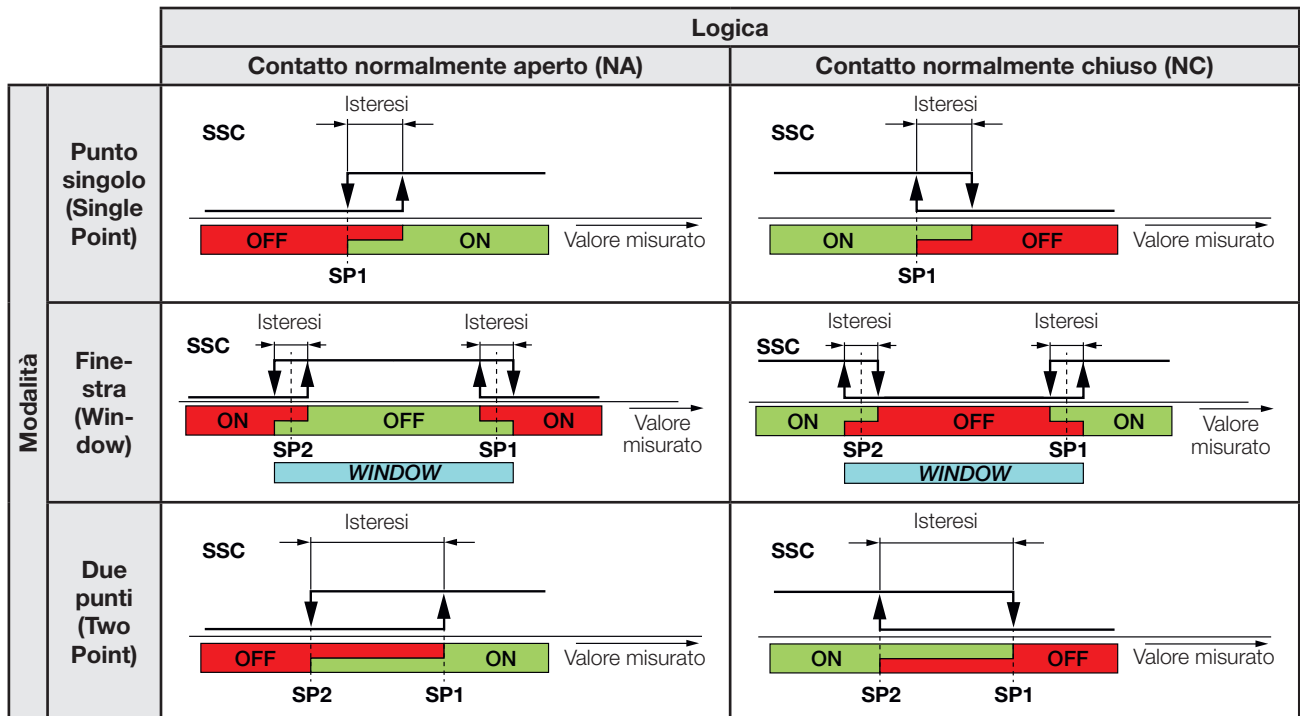 Logica
Contatto normalmente aperto (NA)
Contatto normalmente chiuso (NC)
Modalità
Punto
singolo
(Single
Point)
Isteresi
SSC
OFF
ON
Valore misurato
SP1
Isteresi
SSC
ON
OFF
Valore misurato
SP1
Fine-
stra
(Win-
dow)
Isteresi
Isteresi
SSC
ON
OFF
ON
Valore
misurato
SP2
SP1
WINDOW
Isteresi
Isteresi
SSC
ON
OFF
ON
Valore
misurato
SP2
SP1
WINDOW
Due
punti
(Two
Point)
Isteresi
SSC
OFF
ON
Valore misurato
SP2
SP1
Isteresi
SSC
ON
OFF
Valore misurato
SP2
SP1